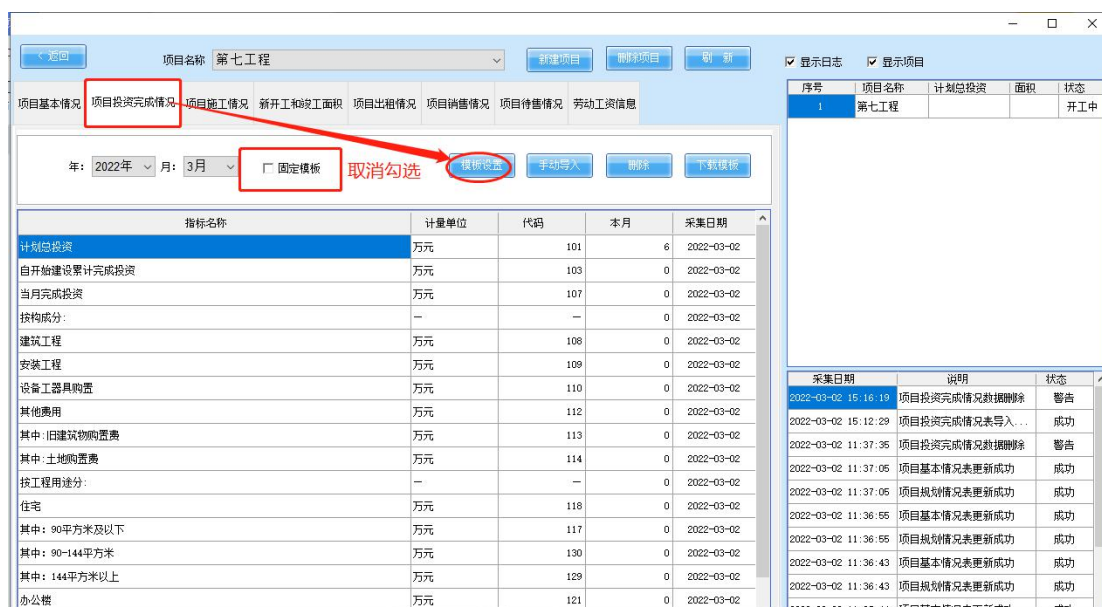 < 返回 项目名称 第七工程 新建项目 删除项目 刷 新 显示日志 显示项目
项目基本情况 项目投资完成情况 项目施工情况 新开工和竣工面积 项目出租情况 项目销售情况 项目待售情况 劳动工资信息
年: 2022年 月: 3月 固定模板 取消勾选 模板设置 手动导入 删除 下载模板
指标名称 计量单位 代码 本月 采集日期
计划总投资 万元 101 6 2022-03-02
自开始建设累计完成投资 万元 103 0 2022-03-02
当月完成投资 万元 107 0 2022-03-02
按构成分: — — 0 2022-03-02
建筑工程 万元 108 0 2022-03-02
安装工程 万元 109 0 2022-03-02
设备工器具购置 万元 110 0 2022-03-02
其他费用 万元 112 0 2022-03-02
其中:旧建筑物购置费 万元 113 0 2022-03-02
其中:土地购置费 万元 114 0 2022-03-02
按工程用途分: — — 0 2022-03-02
住宅 万元 118 0 2022-03-02
其中: 90平方米及以下 万元 117 0 2022-03-02
其中: 90-144平方米 万元 130 0 2022-03-02
其中: 144平方米以上 万元 129 0 2022-03-02
办公楼 万元 121 0 2022-03-02
序号 项目名称 计划总投资 面积 状态
1 第七工程 开工中
采集日期 说明 状态
2022-03-02 15:16:19 项目投资完成情况数据删除 警告
2022-03-02 15:12:29 项目投资完成情况表导入... 成功
2022-03-02 11:37:35 项目投资完成情况数据删除 警告
2022-03-02 11:37:05 项目基本情况表更新成功 成功
2022-03-02 11:37:05 项目规划情况表更新成功 成功
2022-03-02 11:36:55 项目基本情况表更新成功 成功
2022-03-02 11:36:55 项目规划情况表更新成功 成功
2022-03-02 11:36:43 项目基本情况表更新成功 成功
2022-03-02 11:36:43 项目规划情况表更新成功 成功